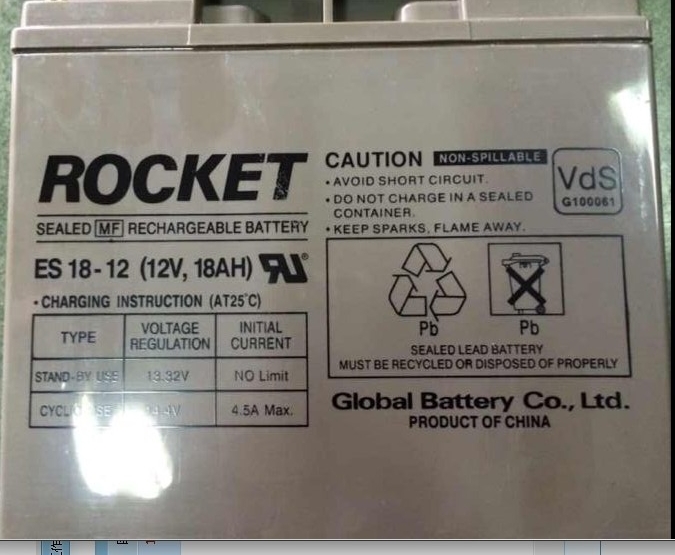 ROCKET
SEALED MF RECHARGEABLE BATTERY
ES 18-12 (12V, 18AH)
• CHARGING INSTRUCTION (AT25°C)
TYPE VOLTAGE REGULATION INITIAL CURRENT
STAND-BY USE 13.32V NO Limit
4.5A Max.
CAUTION NON-SPILLABLE
• AVOID SHORT CIRCUIT.
• DO NOT CHARGE IN A SEALED
CONTAINER.
• KEEP SPARKS, FLAME AWAY.
VdS
G100061
Pb Pb
SEALED LEAD BATTERY
MUST BE RECYCLED OR DISPOSED OF PROPERLY
Global Battery Co., Ltd.
PRODUCT OF CHINA